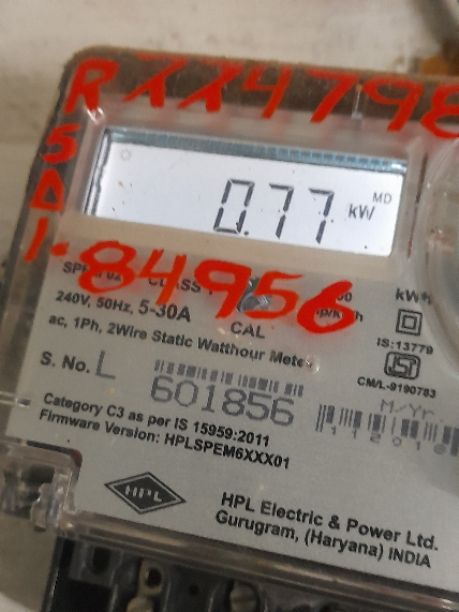 RXX4798
S
D
1-84956
0.77
MD
kW
240V, 50Hz, 5-30A
CAL
kWh
ac, 1Ph, 2Wire Static Watthour Meter
IS:13779
S. No. L
601856
CM/L-9190783
M/Yr
Category C3 as per IS 15959:2011
Firmware Version: HPLSPEM6XXX01
HPL
HPL Electric & Power Ltd.
Gurugram, (Haryana) INDIA